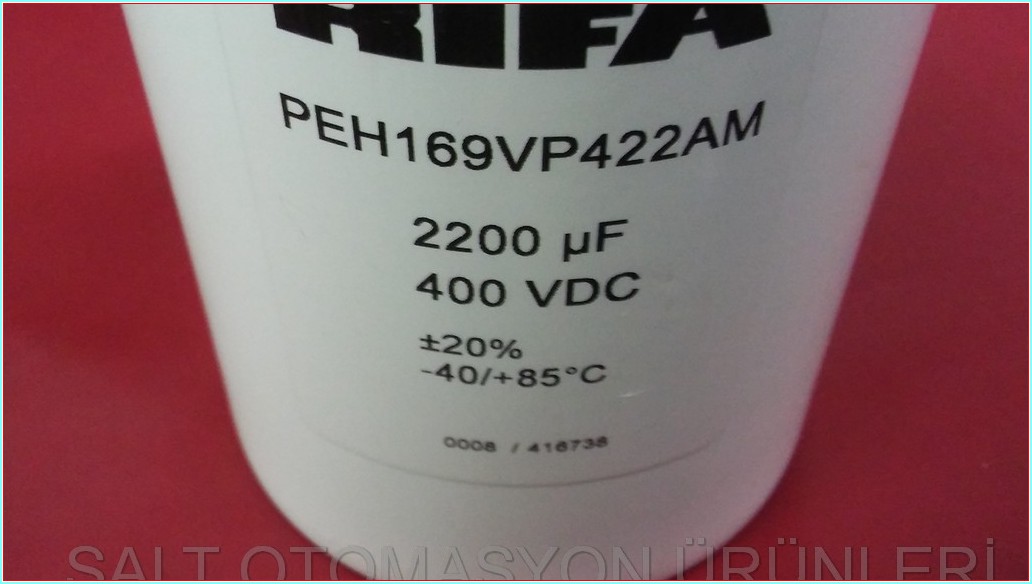 RIFA
PEH169VP422AM
2200 µF
400 VDC
±20%
-40/+85°C
0008 / 416738
SALT OTOMASYON ÜRÜNLERİ